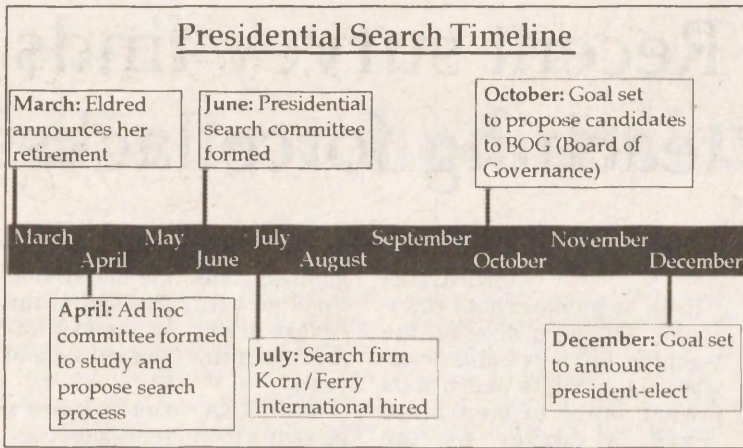 Presidential Search Timeline
March: Eldred
announces her
retirement
June: Presidential
search committee
formed
October: Goal set
to propose candidates
to BOG (Board of
Governance)
March May July September November
April June August October December
April: Ad hoc
committee formed
to study and
propose search
process
July: Search firm
Korn/Ferry
International hired
December: Goal set
to announce
president-elect